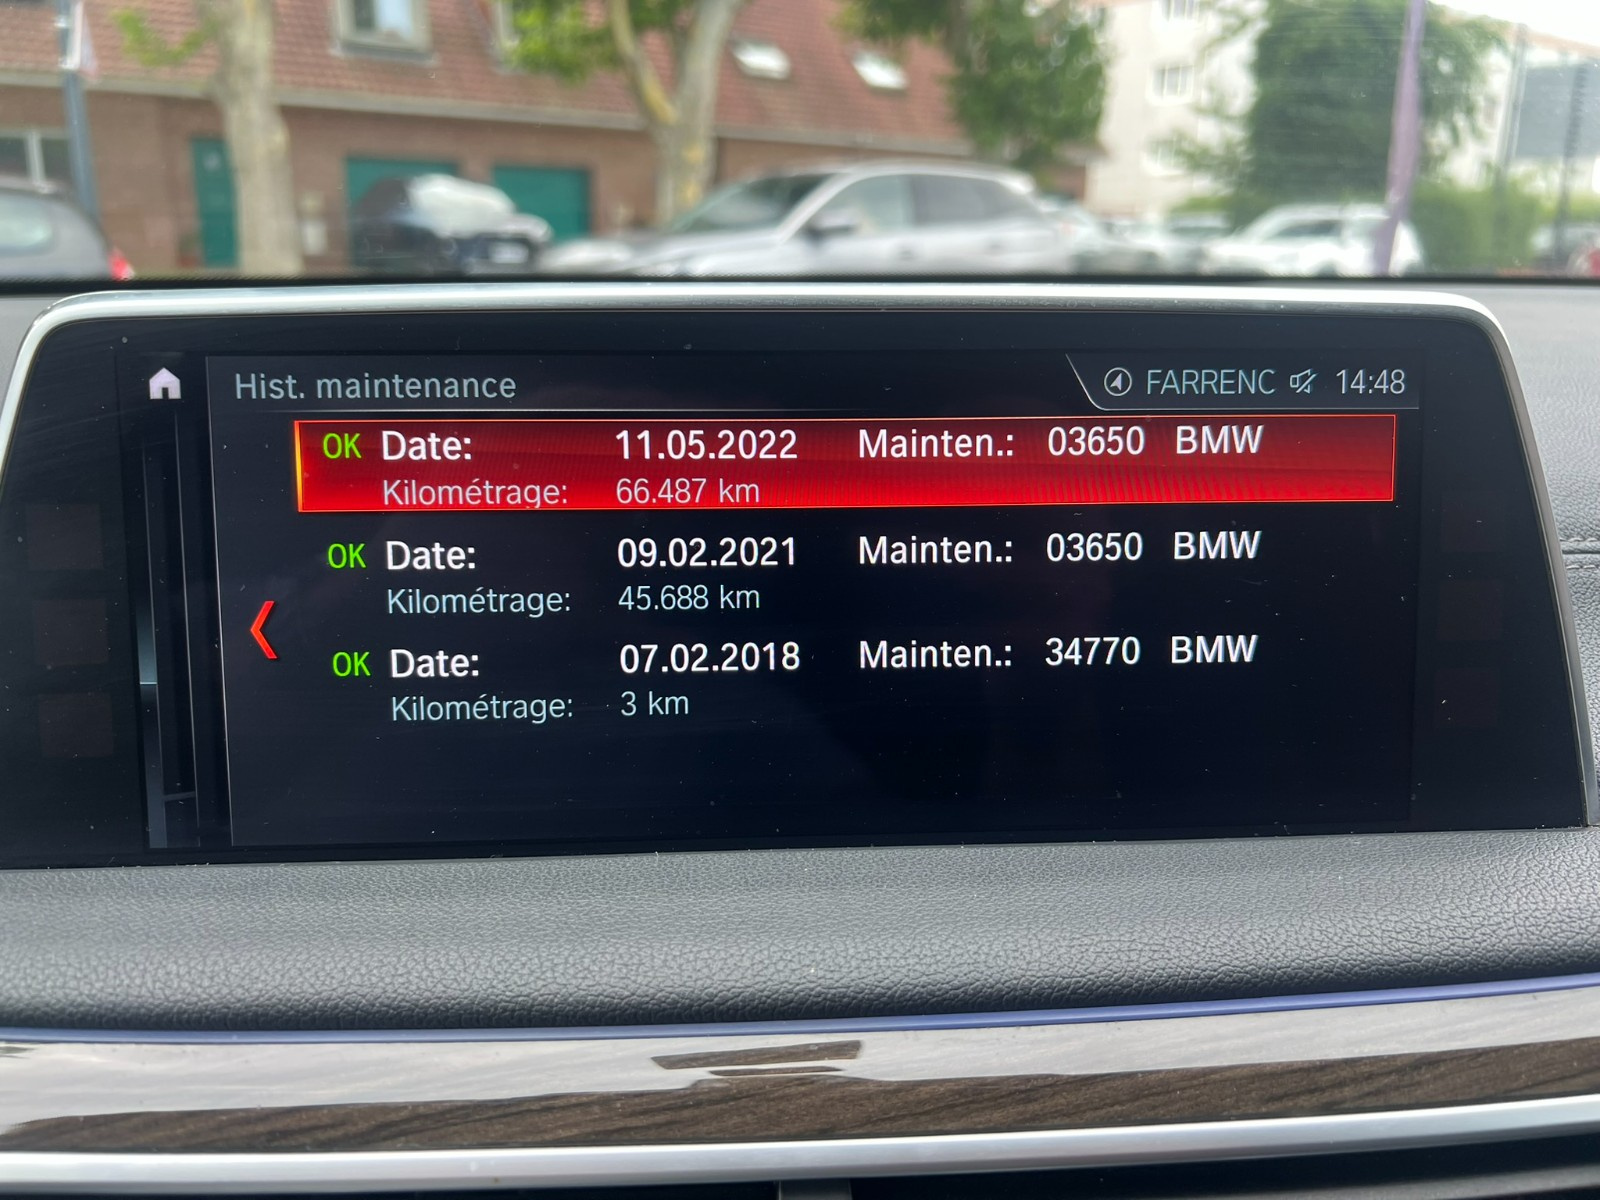 Hist. maintenance FARRENC 14:48
OK Date: 11.05.2022 Mainten.: 03650 BMW
Kilométrage: 66.487 km
OK Date: 09.02.2021 Mainten.: 03650 BMW
Kilométrage: 45.688 km
OK Date: 07.02.2018 Mainten.: 34770 BMW
Kilométrage: 3 km